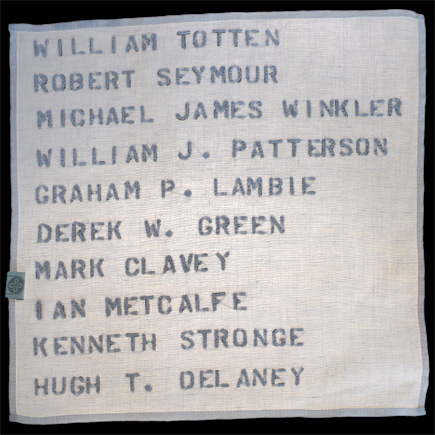 WILLIAM TOTTEN
ROBERT SEYMOUR
MICHAEL JAMES WINKLER
WILLIAM J. PATTERSON
GRAHAM P. LAMBIE
DEREK W. GREEN
MARK CLAVEY
IAN METCALFE
KENNETH STRONGE
HUGH T. DELANEY